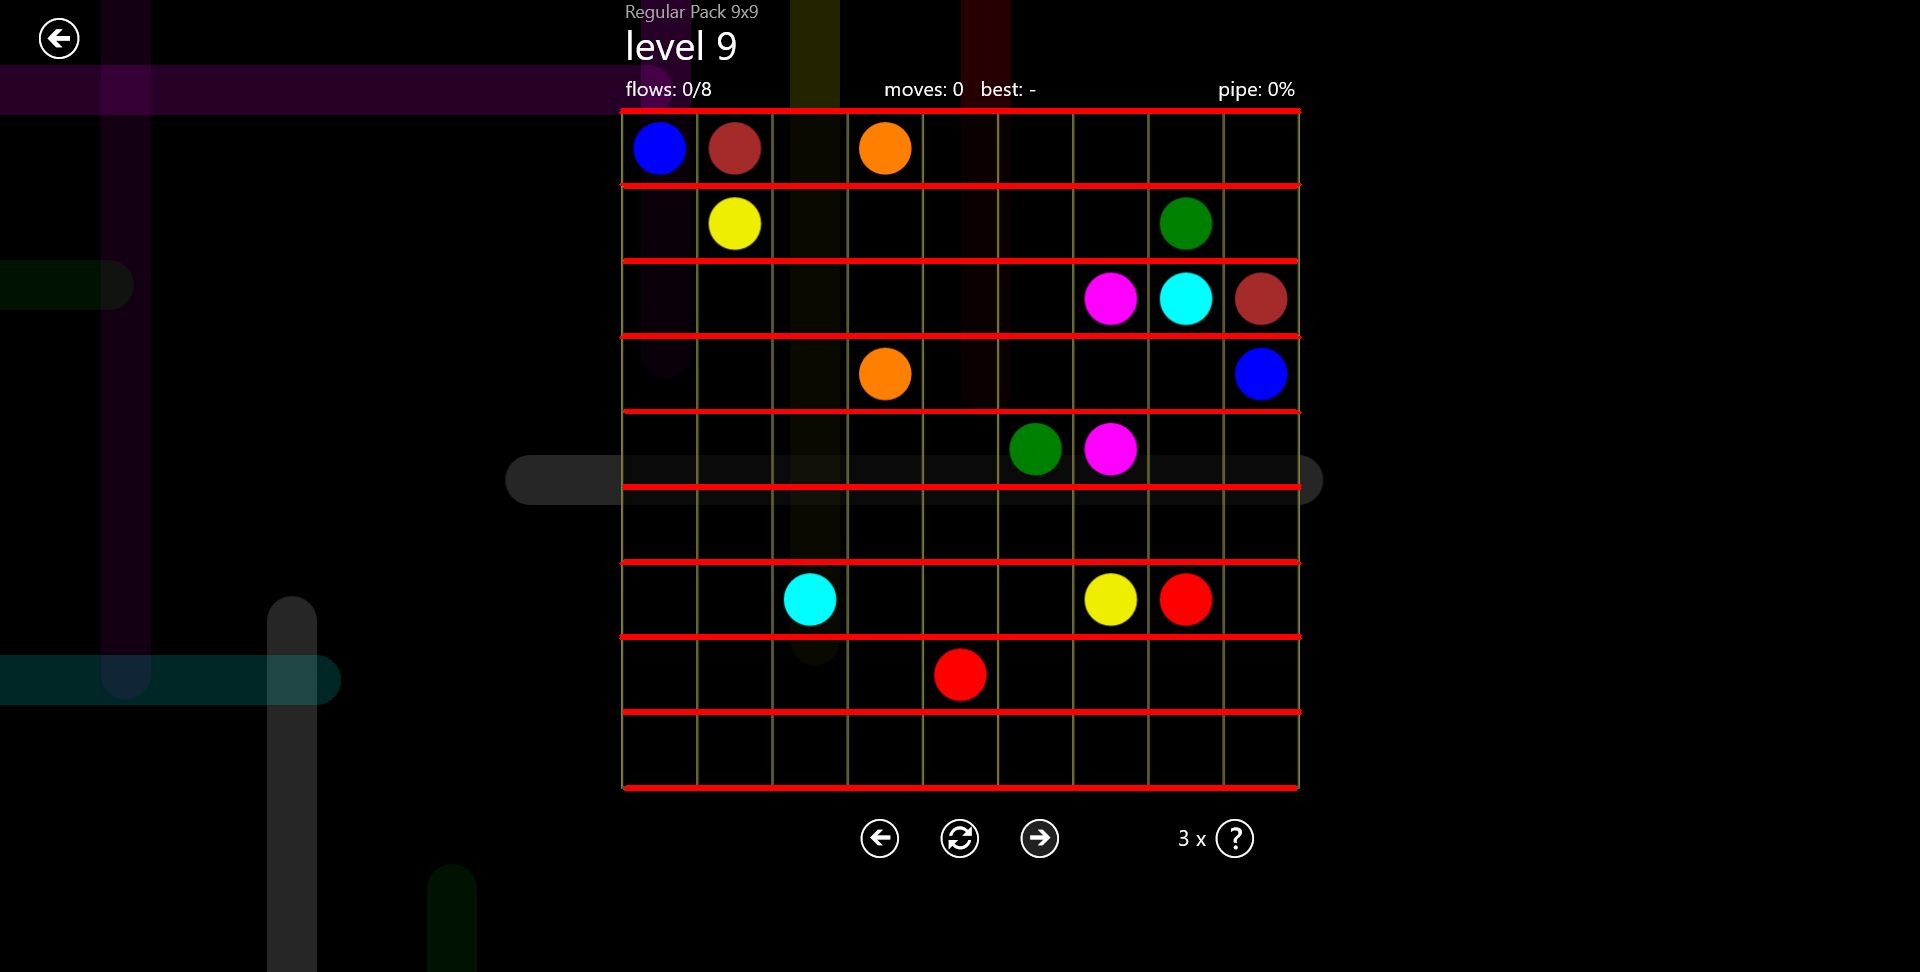 Regular Pack 9x9
level 9
flows: 0/8 moves: 0 best: - pipe: 0%
3 x ?